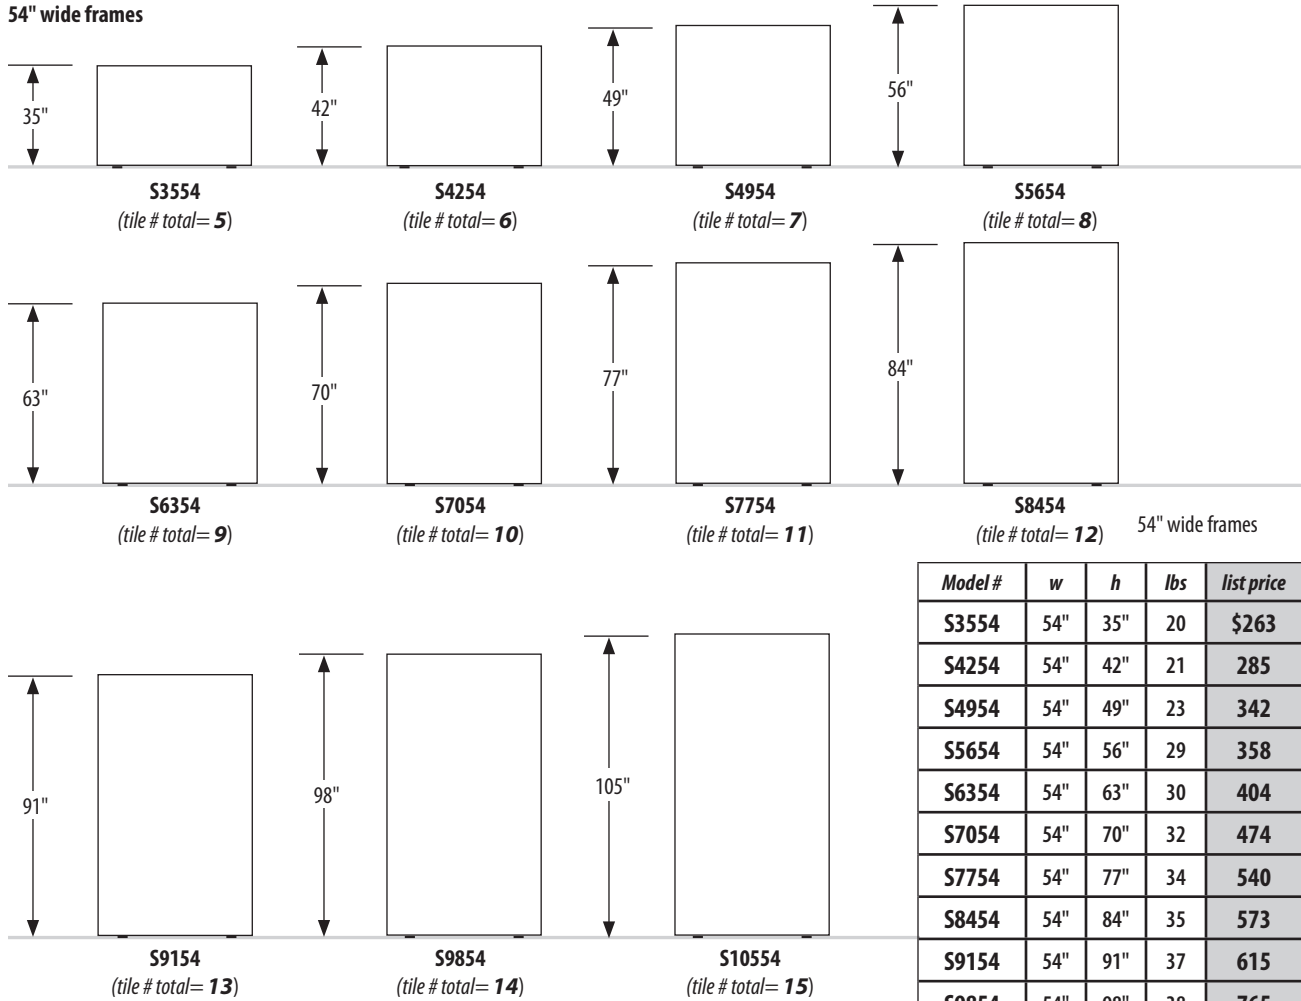 54" wide frames
35"
42"
49"
56"
S3554
(tile # total= 5)
S4254
(tile # total= 6)
S4954
(tile # total= 7)
S5654
(tile # total= 8)
63"
70"
77"
84"
S6354
(tile # total= 9)
S7054
(tile # total= 10)
S7754
(tile # total= 11)
S8454
(tile # total= 12)
91"
98"
105"
S9154
(tile # total= 13)
S9854
(tile # total= 14)
S10554
(tile # total= 15)
54" wide frames
Model # w h lbs list price
S3554 54" 35" 20 $263
S4254 54" 42" 21 285
S4954 54" 49" 23 342
S5654 54" 56" 29 358
S6354 54" 63" 30 404
S7054 54" 70" 32 474
S7754 54" 77" 34 540
S8454 54" 84" 35 573
S9154 54" 91" 37 615
S9854 54" 98" 38 765